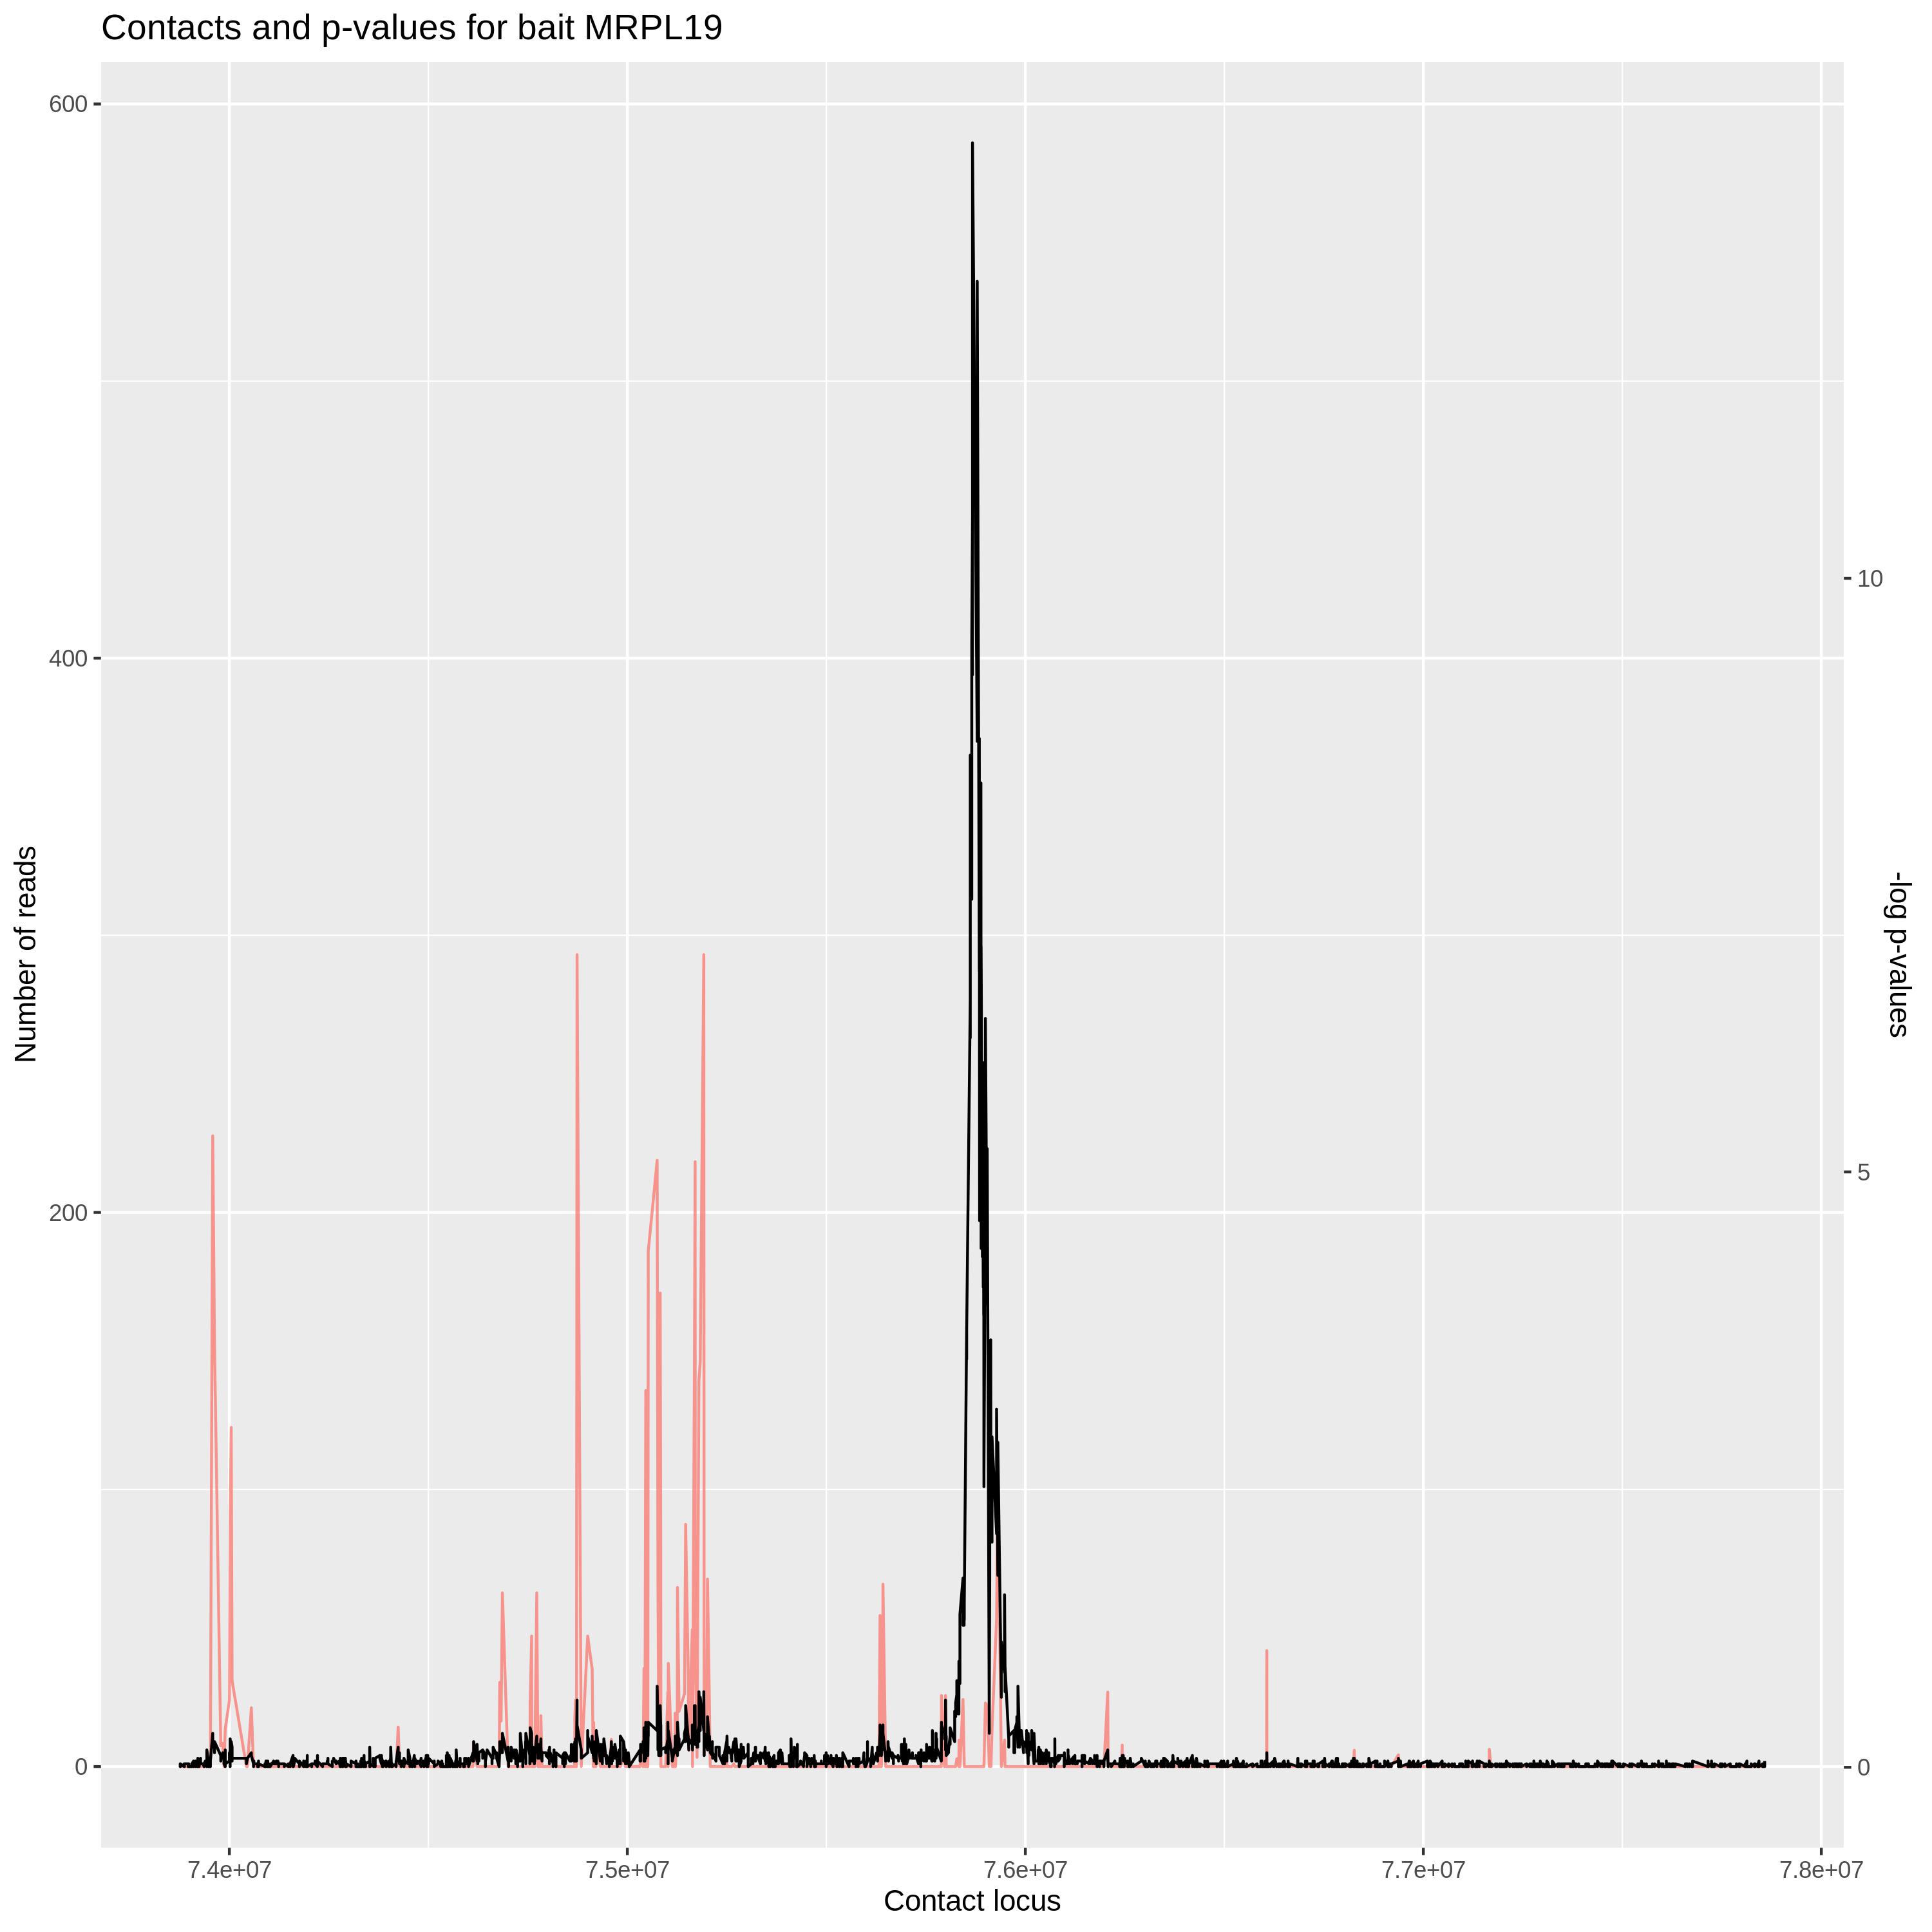 Contacts and p-values for bait MRPL19
600
400
200
0
Number of reads
10
5
0
-log p-values
7.4e+07
7.5e+07
7.6e+07
7.7e+07
7.8e+07
Contact locus